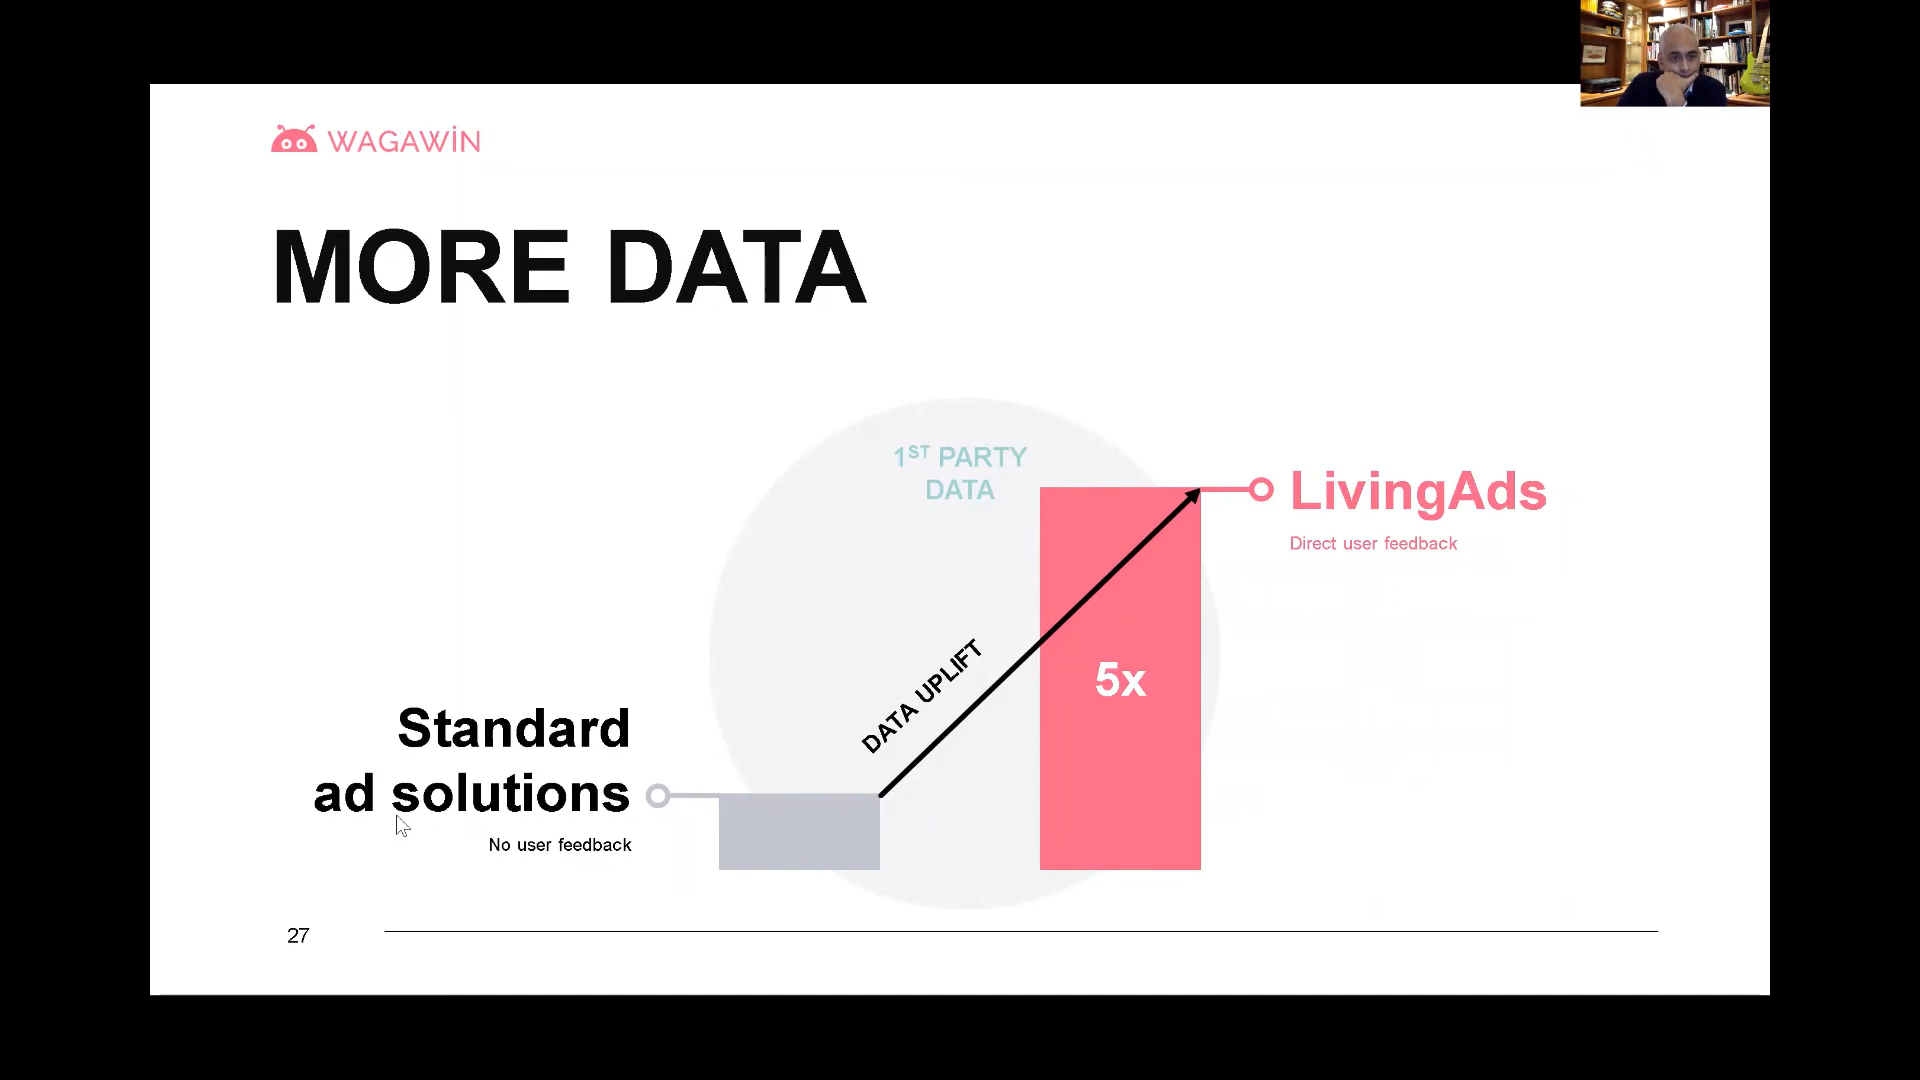 WAGAWIN
MORE DATA
1ST PARTY
DATA
LivingAds
Direct user feedback
DATA UPLIFT
5x
Standard
ad solutions
No user feedback
27